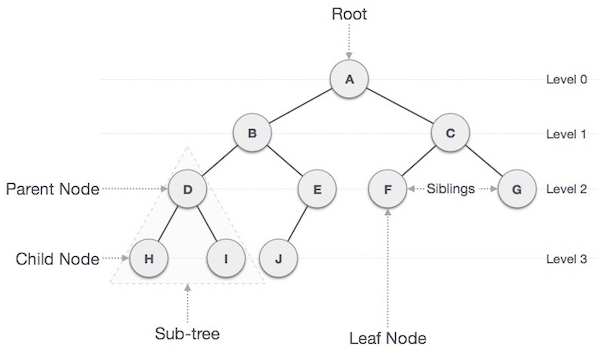 Root
A
Level 0
B
C
Level 1
Parent Node
D
E
F
Siblings
G
Level 2
Child Node
H
I
J
Level 3
Sub-tree
Leaf Node